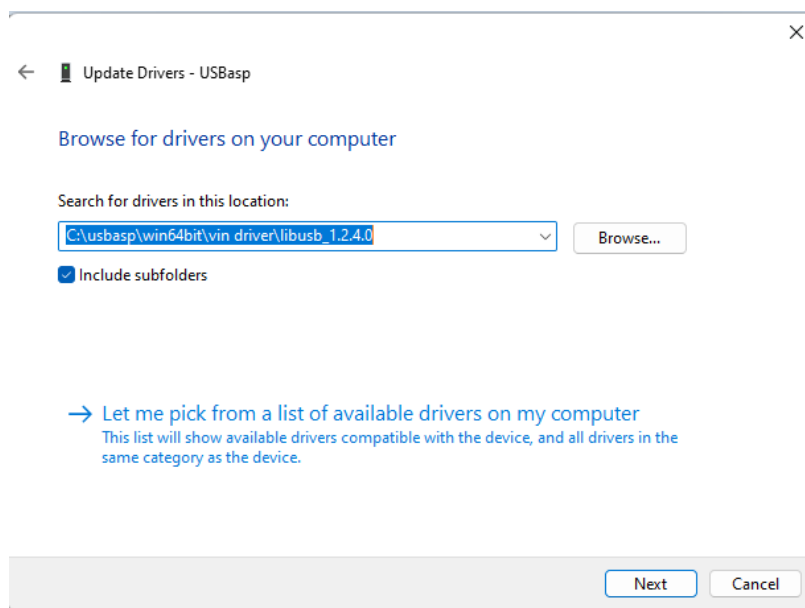 Update Drivers - USBasp
Browse for drivers on your computer
Search for drivers in this location:
C:\usbasp\win64bit\vin driver\libusb_1.2.4.0
Browse...
Include subfolders
Let me pick from a list of available drivers on my computer
This list will show available drivers compatible with the device, and all drivers in the
same category as the device.
Next
Cancel